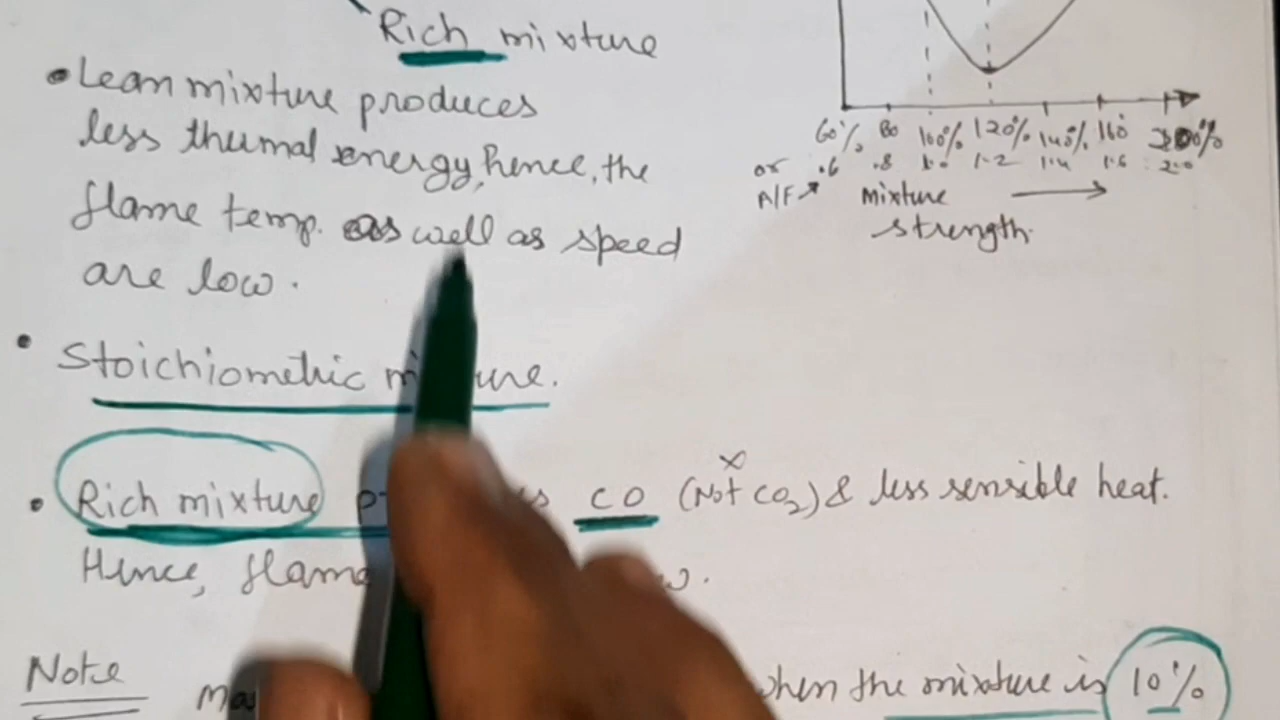 Rich mixture
• Lean mixture produces
less thermal energy, hence, the
flame temp. as well as speed
are low.
• Stoichiometric mixture.
• Rich mixture CO (Not CO2) & less sensible heat.
Hence, flame
Note when the mixture is 10%
60% 80 100% 120% 140% 160 200%
or .6 .8 1.0 1.2 1.4 1.6 2.0
A/F mixture
strength.